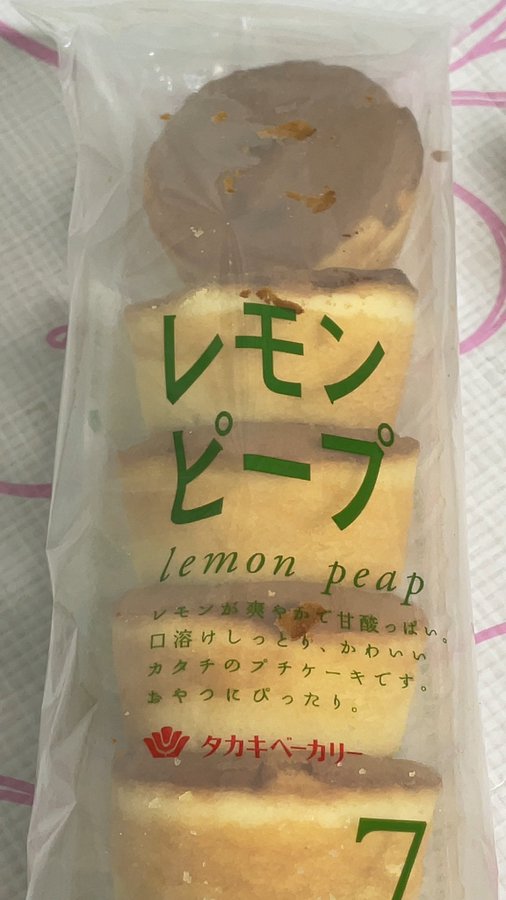 レモン
ピープ
lemon peap
レモンが爽やかで甘酸っぱい。
口溶けしっとり、かわいい
カタチのプチケーキです。
おやつにぴったり。
タカキベーカリー
7